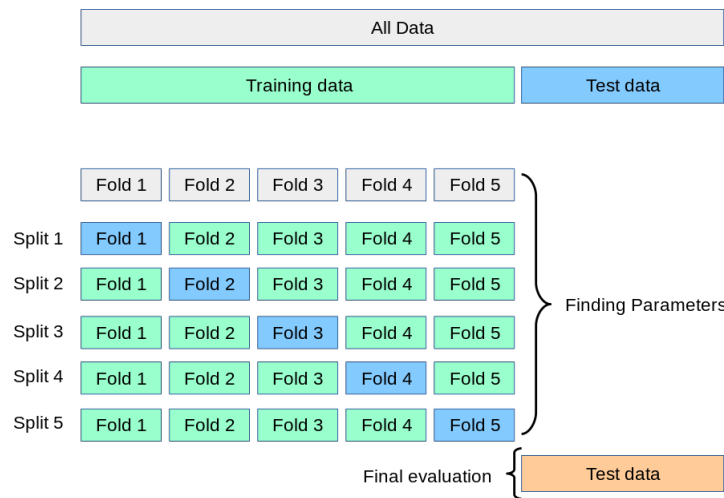 All Data
Training data Test data
Fold 1 Fold 2 Fold 3 Fold 4 Fold 5
Split 1 Fold 1 Fold 2 Fold 3 Fold 4 Fold 5
Split 2 Fold 1 Fold 2 Fold 3 Fold 4 Fold 5
Finding Parameters
Split 3 Fold 1 Fold 2 Fold 3 Fold 4 Fold 5
Split 4 Fold 1 Fold 2 Fold 3 Fold 4 Fold 5
Split 5 Fold 1 Fold 2 Fold 3 Fold 4 Fold 5
Final evaluation Test data